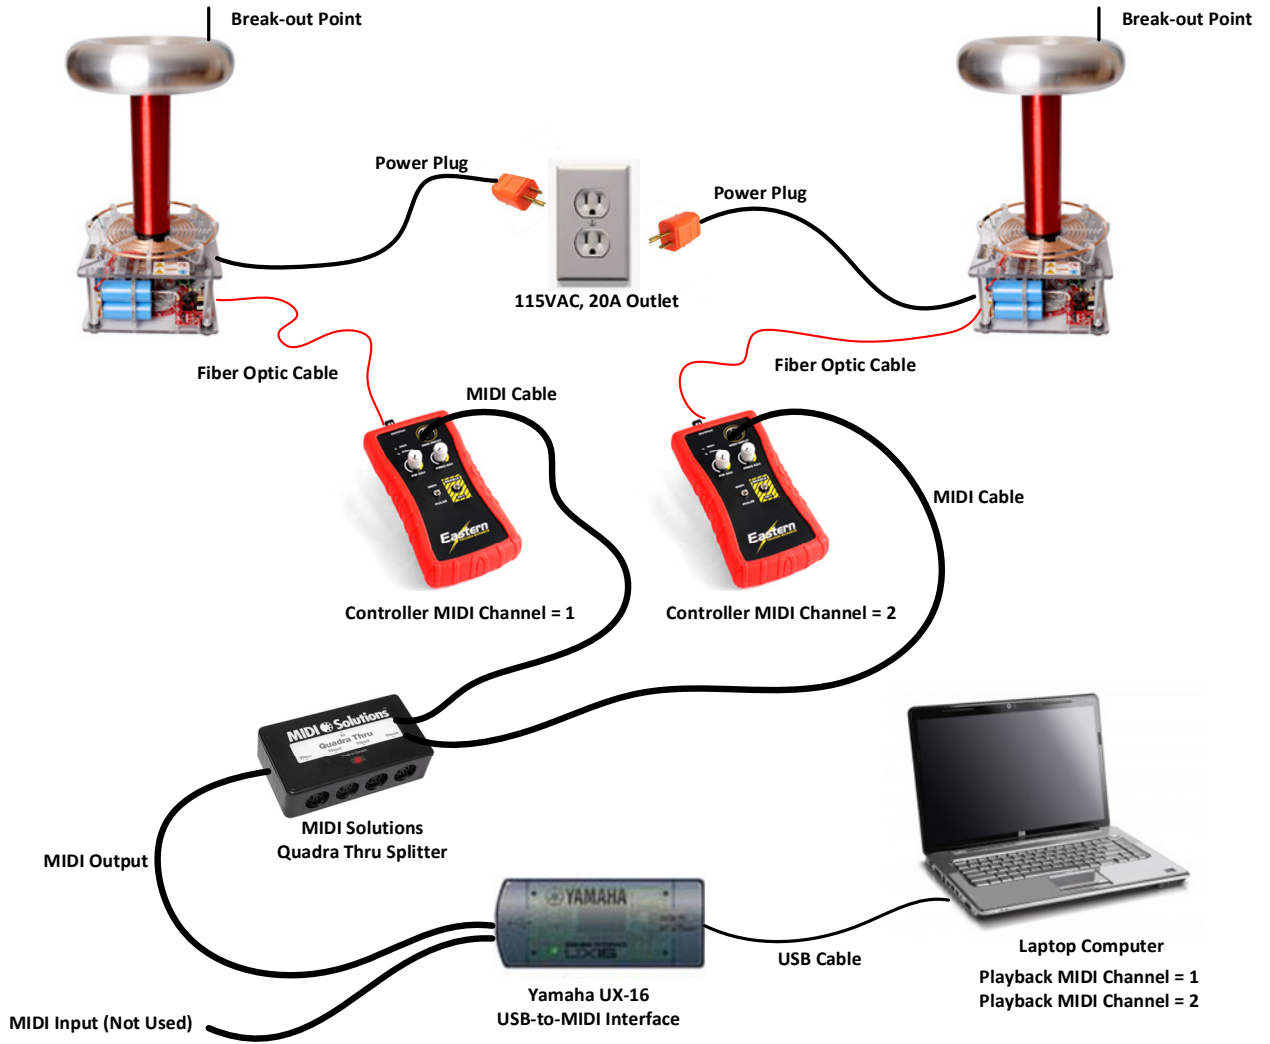 Break-out Point
Break-out Point
Power Plug
Power Plug
115VAC, 20A Outlet
Fiber Optic Cable
Fiber Optic Cable
MIDI Cable
MIDI Cable
Eastern
Eastern
Controller MIDI Channel = 1
Controller MIDI Channel = 2
MIDI Solutions
Quadra Thru
MIDI Solutions
Quadra Thru Splitter
MIDI Output
YAMAHA
UX16
USB Cable
Laptop Computer
Playback MIDI Channel = 1
Playback MIDI Channel = 2
Yamaha UX-16
USB-to-MIDI Interface
MIDI Input (Not Used)